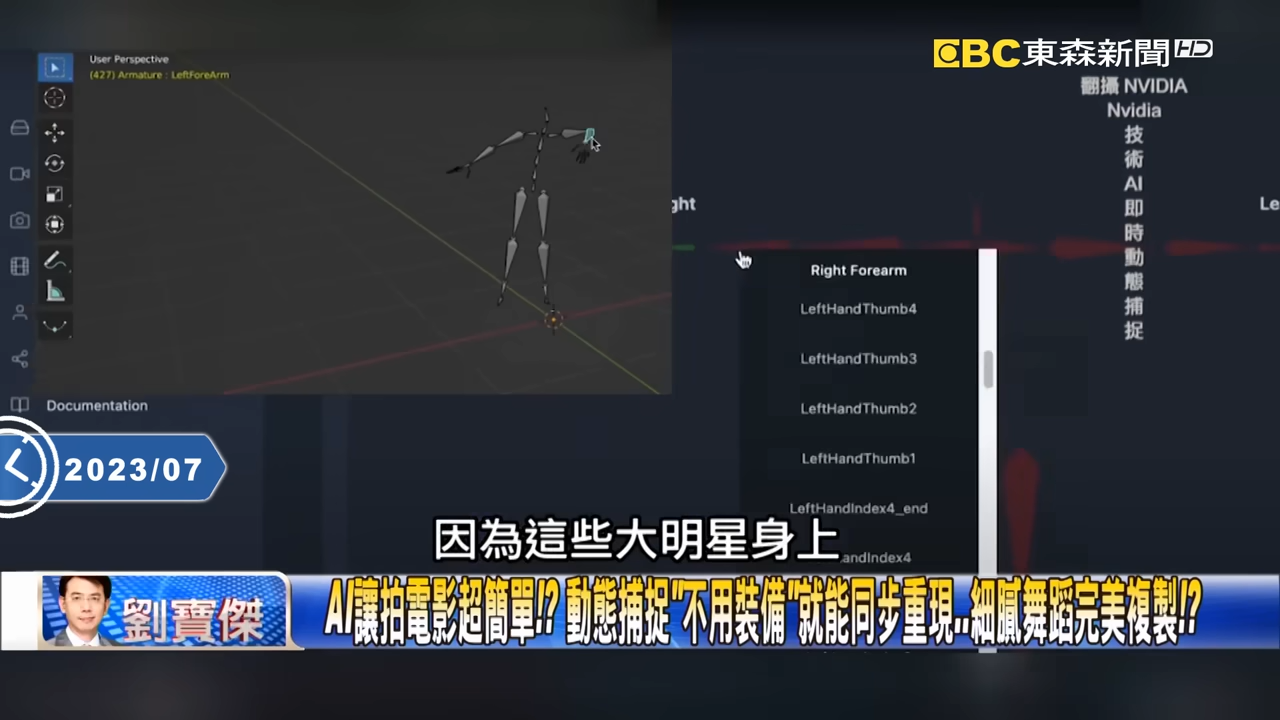 User Perspective
(427) Armature : LeftForeArm
EBC東森新聞HD
翻攝 NVIDIA
Nvidia
技術AI即時動態捕捉
ght
Le
Right Forearm
LeftHandThumb4
LeftHandThumb3
LeftHandThumb2
LeftHandThumb1
LeftHandIndex4_end
andIndex4
Documentation
2023/07
因為這些大明星身上
劉寶傑
AI讓拍電影超簡單!? 動態捕捉"不用裝備"就能同步重現..細膩舞蹈完美複製!?